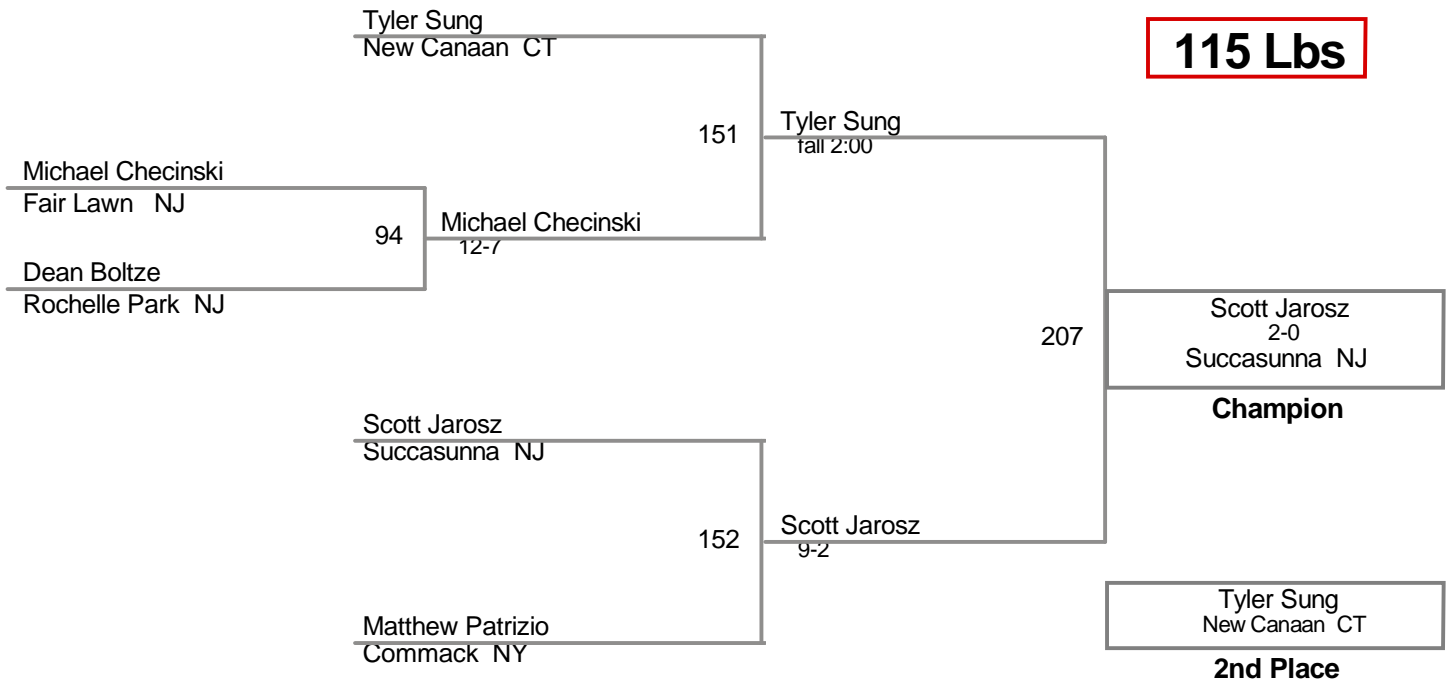 Tyler Sung
New Canaan CT
115 Lbs
151
Tyler Sung
fall 2:00
Michael Checinski
Fair Lawn NJ
94
Michael Checinski
12-7
Dean Boltze
Rochelle Park NJ
207
Scott Jarosz
2-0
Succasunna NJ
Champion
Scott Jarosz
Succasunna NJ
152
Scott Jarosz
9-2
Matthew Patrizio
Commack NY
Tyler Sung
New Canaan CT
2nd Place